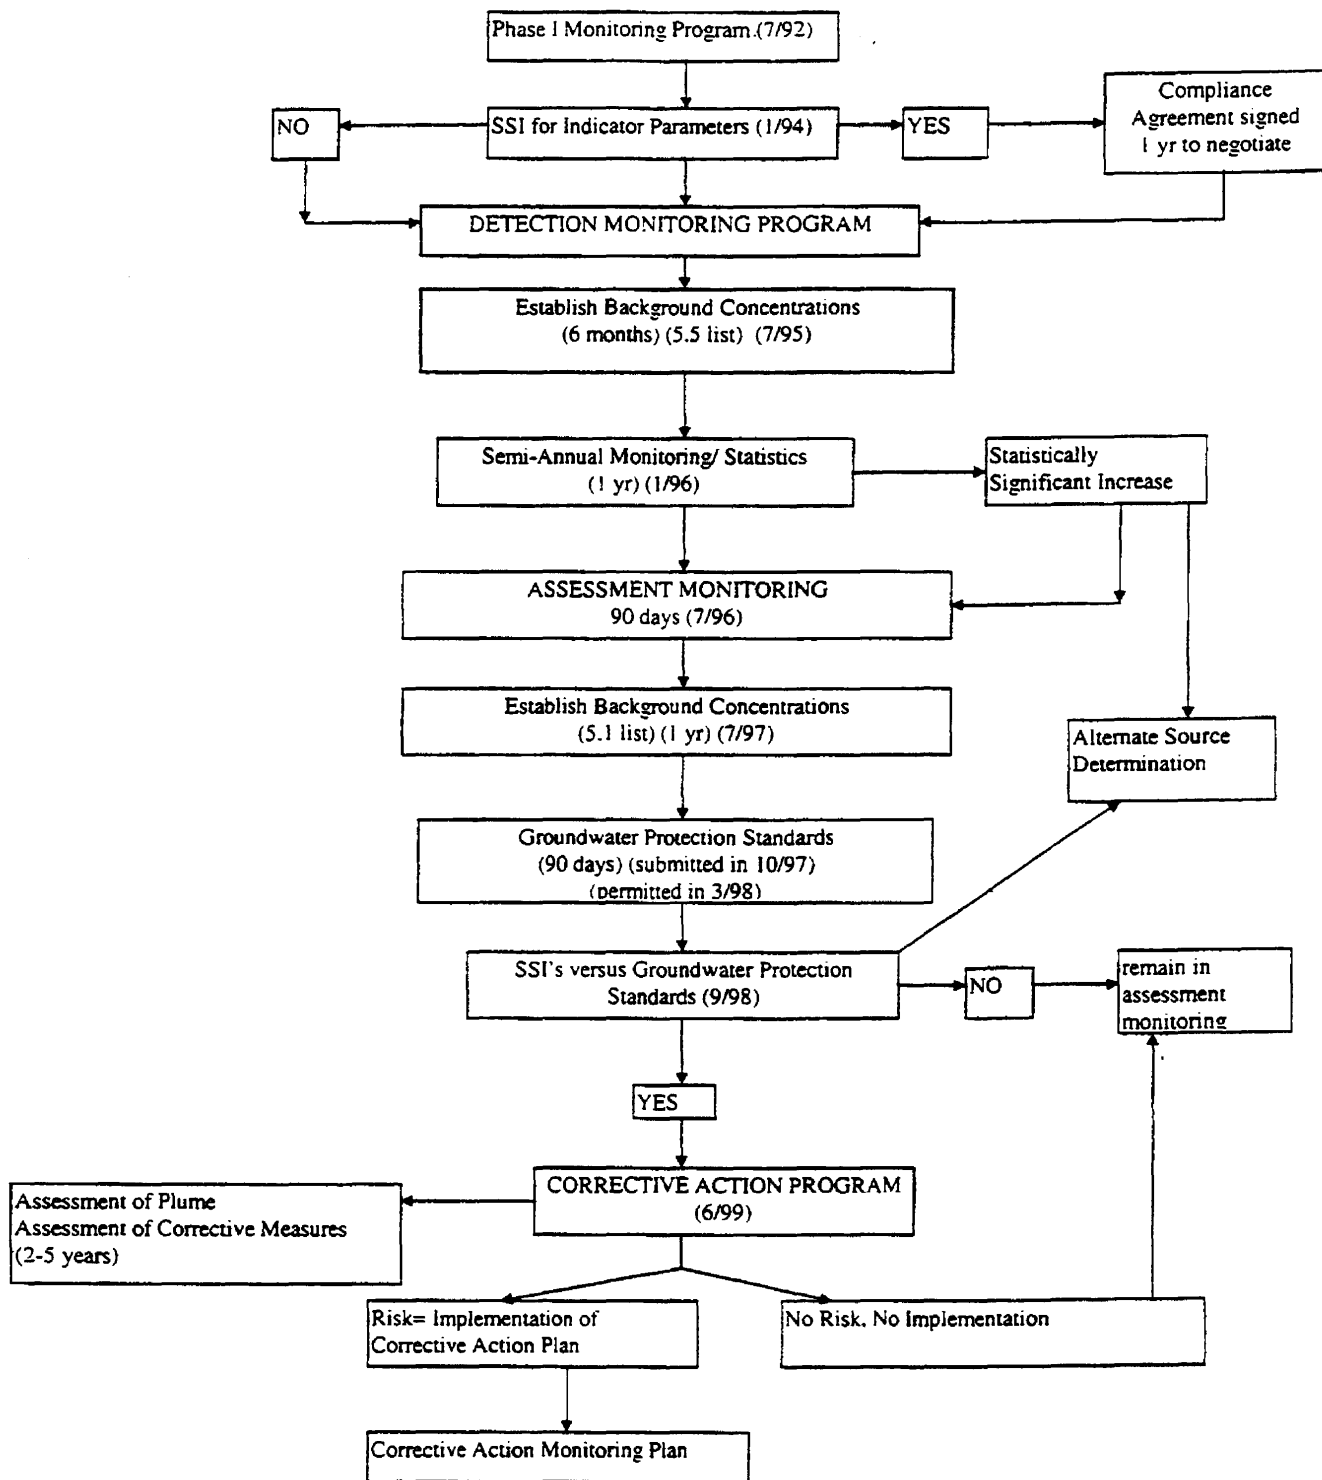 Phase I Monitoring Program.(7/92)
NO
SSI for Indicator Parameters (1/94)
YES
Compliance
Agreement signed
1 yr to negotiate
DETECTION MONITORING PROGRAM
Establish Background Concentrations
(6 months) (5.5 list) (7/95)
Semi-Annual Monitoring/ Statistics
(1 yr) (1/96)
Statistically
Significant Increase
ASSESSMENT MONITORING
90 days (7/96)
Establish Background Concentrations
(5.1 list) (1 yr) (7/97)
Alternate Source
Determination
Groundwater Protection Standards
(90 days) (submitted in 10/97)
(permitted in 3/98)
SSI's versus Groundwater Protection
Standards (9/98)
NO
remain in
assessment
monitoring
YES
CORRECTIVE ACTION PROGRAM
(6/99)
Assessment of Plume
Assessment of Corrective Measures
(2-5 years)
Risk= Implementation of
Corrective Action Plan
No Risk, No Implementation
Corrective Action Monitoring Plan